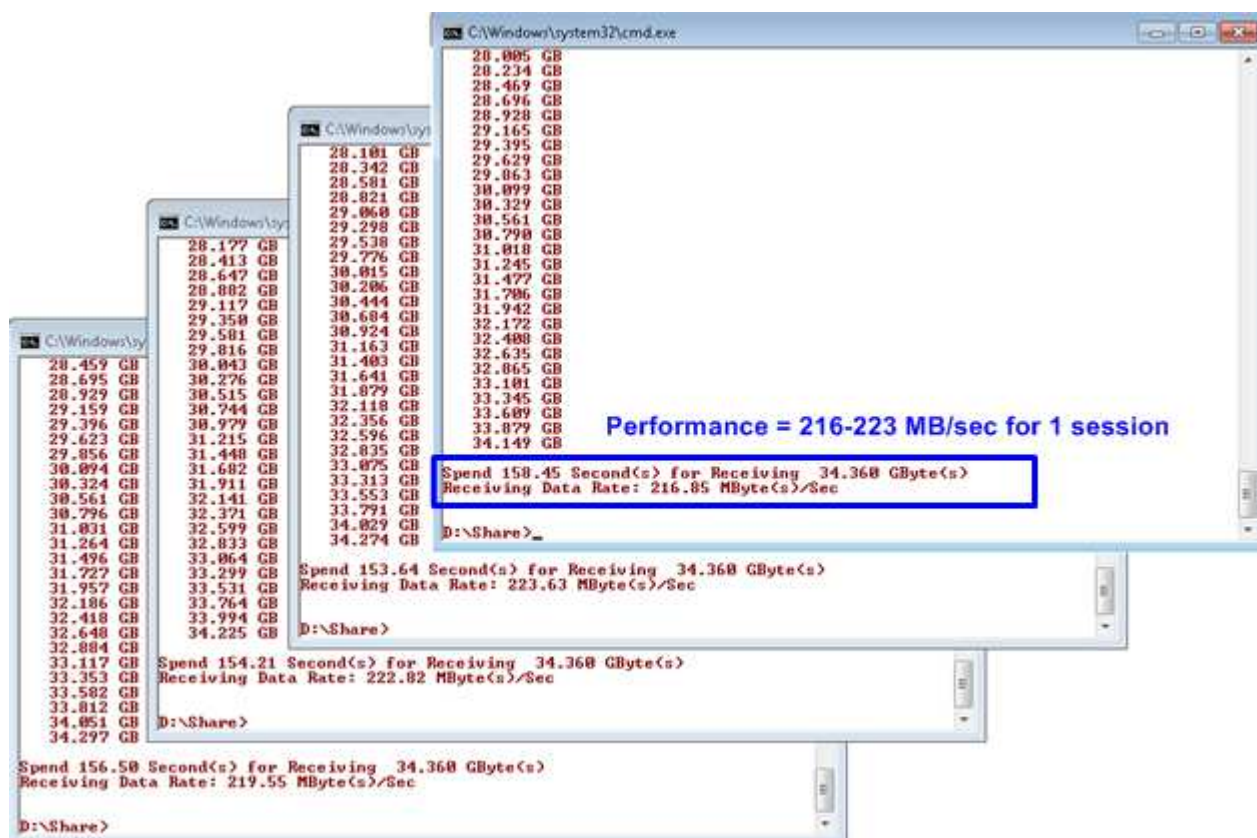 C:\Windows\system32\cmd.exe
28.005 GB
28.234 GB
28.469 GB
28.696 GB
28.928 GB
29.165 GB
29.395 GB
29.629 GB
29.863 GB
30.099 GB
30.329 GB
30.561 GB
30.790 GB
31.018 GB
31.245 GB
31.477 GB
31.706 GB
31.942 GB
32.172 GB
32.408 GB
32.635 GB
32.865 GB
33.101 GB
33.345 GB
33.609 GB
33.879 GB
34.149 GB
Performance = 216-223 MB/sec for 1 session
Spend 158.45 Second(s) for Receiving 34.360 GByte(s)
Receiving Data Rate: 216.85 MByte(s)/Sec
D:\Share>_
C:\Windows\sys
28.101 GB
28.342 GB
28.581 GB
28.821 GB
29.060 GB
29.298 GB
29.538 GB
29.776 GB
30.015 GB
30.206 GB
30.444 GB
30.684 GB
30.924 GB
31.163 GB
31.403 GB
31.641 GB
31.879 GB
32.118 GB
32.356 GB
32.596 GB
32.835 GB
33.075 GB
33.313 GB
33.553 GB
33.791 GB
34.029 GB
34.274 GB
Spend 153.64 Second(s) for Receiving 34.360 GByte(s)
Receiving Data Rate: 223.63 MByte(s)/Sec
D:\Share>
C:\Windows\sys
28.177 GB
28.413 GB
28.647 GB
28.882 GB
29.117 GB
29.350 GB
29.581 GB
29.816 GB
30.043 GB
30.276 GB
30.515 GB
30.744 GB
30.979 GB
31.215 GB
31.448 GB
31.682 GB
31.911 GB
32.141 GB
32.371 GB
32.599 GB
32.833 GB
33.064 GB
33.299 GB
33.531 GB
33.764 GB
33.994 GB
34.225 GB
Spend 154.21 Second(s) for Receiving 34.360 GByte(s)
Receiving Data Rate: 222.82 MByte(s)/Sec
D:\Share>
C:\Windows\sy
28.459 GB
28.695 GB
28.929 GB
29.159 GB
29.396 GB
29.623 GB
29.856 GB
30.094 GB
30.324 GB
30.561 GB
30.796 GB
31.031 GB
31.264 GB
31.496 GB
31.727 GB
31.957 GB
32.186 GB
32.418 GB
32.648 GB
32.884 GB
33.117 GB
33.353 GB
33.582 GB
33.812 GB
34.051 GB
34.297 GB
Spend 156.50 Second(s) for Receiving 34.360 GByte(s)
Receiving Data Rate: 219.55 MByte(s)/Sec
D:\Share>